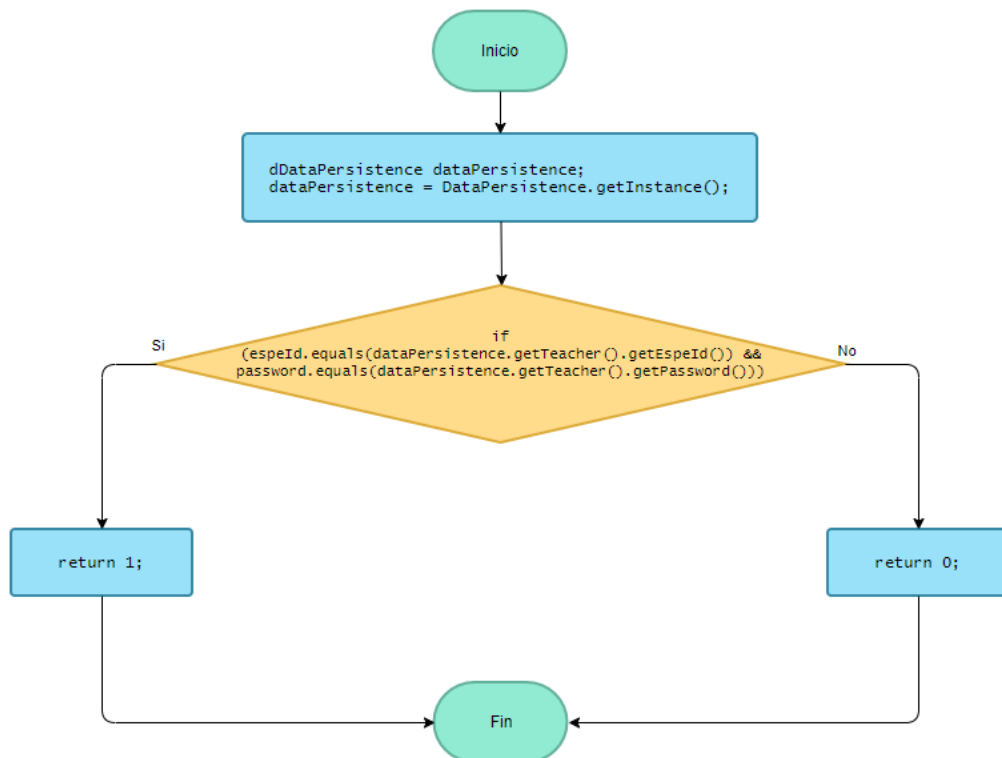 Inicio
dDataPersistence dataPersistence;
dataPersistence = DataPersistence.getInstance();
if
(espeId.equals(dataPersistence.getTeacher().getEspeId()) &&
password.equals(dataPersistence.getTeacher().getPassword()))
Si
No
return 1;
return 0;
Fin